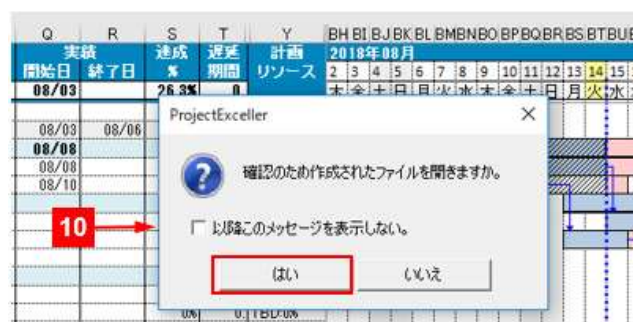 Q R S T Y BH BI BJ BK BL BM BN BO BP BQ BR BS BT BU
実績 達成 遅延 計画 2018年08月
開始日 終了日 % 期間 リソース 2 3 4 5 6 7 8 9 10 11 12 13 14 15
08/03 26.3% 0 木 金 土 日 月 火 水 木 金 土 日 月 火 水
ProjectExceller
08/03 08/06
08/08
08/08
08/10
確認のため作成されたファイルを開きますか。
10
以降このメッセージを表示しない。
はい いいえ
0% 0. TBD:0%